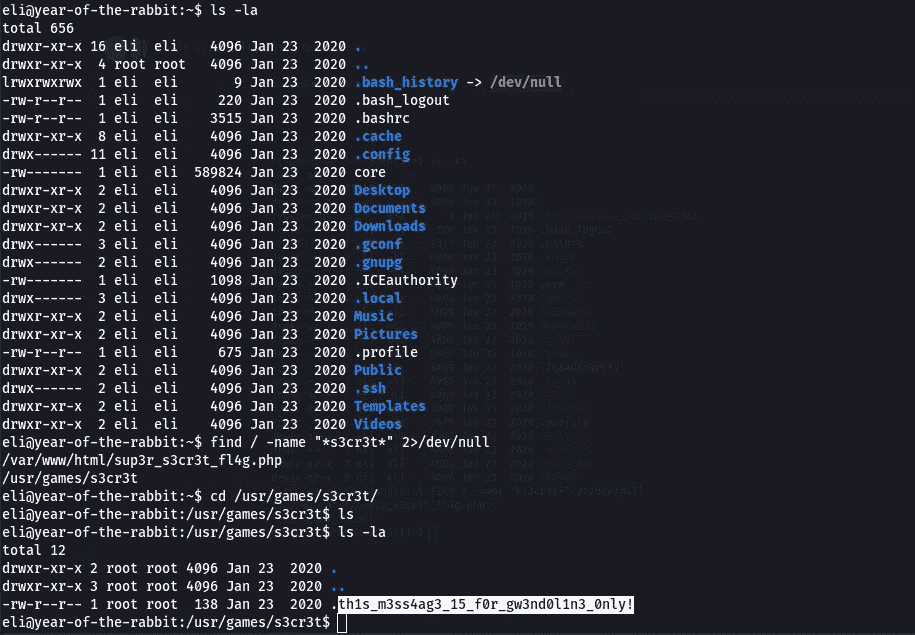 eli@year-of-the-rabbit:~$ ls -la
total 656
drwxr-xr-x 16 eli  eli    4096 Jan 23  2020 .
drwxr-xr-x  4 root root   4096 Jan 23  2020 ..
lrwxrwxrwx  1 eli  eli       9 Jan 23  2020 .bash_history -> /dev/null
-rw-r--r--  1 eli  eli     220 Jan 23  2020 .bash_logout
-rw-r--r--  1 eli  eli    3515 Jan 23  2020 .bashrc
drwxr-xr-x  8 eli  eli    4096 Jan 23  2020 .cache
drwx------ 11 eli  eli    4096 Jan 23  2020 .config
-rw-------  1 eli  eli  589824 Jan 23  2020 core
drwxr-xr-x  2 eli  eli    4096 Jan 23  2020 Desktop
drwxr-xr-x  2 eli  eli    4096 Jan 23  2020 Documents
drwxr-xr-x  2 eli  eli    4096 Jan 23  2020 Downloads
drwx------  3 eli  eli    4096 Jan 23  2020 .gconf
drwx------  2 eli  eli    4096 Jan 23  2020 .gnupg
-rw-------  1 eli  eli    1098 Jan 23  2020 .ICEauthority
drwx------  3 eli  eli    4096 Jan 23  2020 .local
drwxr-xr-x  2 eli  eli    4096 Jan 23  2020 Music
drwxr-xr-x  2 eli  eli    4096 Jan 23  2020 Pictures
-rw-r--r--  1 eli  eli     675 Jan 23  2020 .profile
drwxr-xr-x  2 eli  eli    4096 Jan 23  2020 Public
drwx------  2 eli  eli    4096 Jan 23  2020 .ssh
drwxr-xr-x  2 eli  eli    4096 Jan 23  2020 Templates
drwxr-xr-x  2 eli  eli    4096 Jan 23  2020 Videos
eli@year-of-the-rabbit:~$ find / -name "*s3cr3t*" 2>/dev/null
/var/www/html/sup3r_s3cr3t_fl4g.php
/usr/games/s3cr3t
eli@year-of-the-rabbit:~$ cd /usr/games/s3cr3t/
eli@year-of-the-rabbit:/usr/games/s3cr3t$ ls
eli@year-of-the-rabbit:/usr/games/s3cr3t$ ls -la
total 12
drwxr-xr-x 2 root root 4096 Jan 23  2020 .
drwxr-xr-x 3 root root 4096 Jan 23  2020 ..
-rw-r--r-- 1 root root  138 Jan 23  2020 .th1s_m3ss4ag3_15_f0r_gw3nd0l1n3_0nly!
eli@year-of-the-rabbit:/usr/games/s3cr3t$